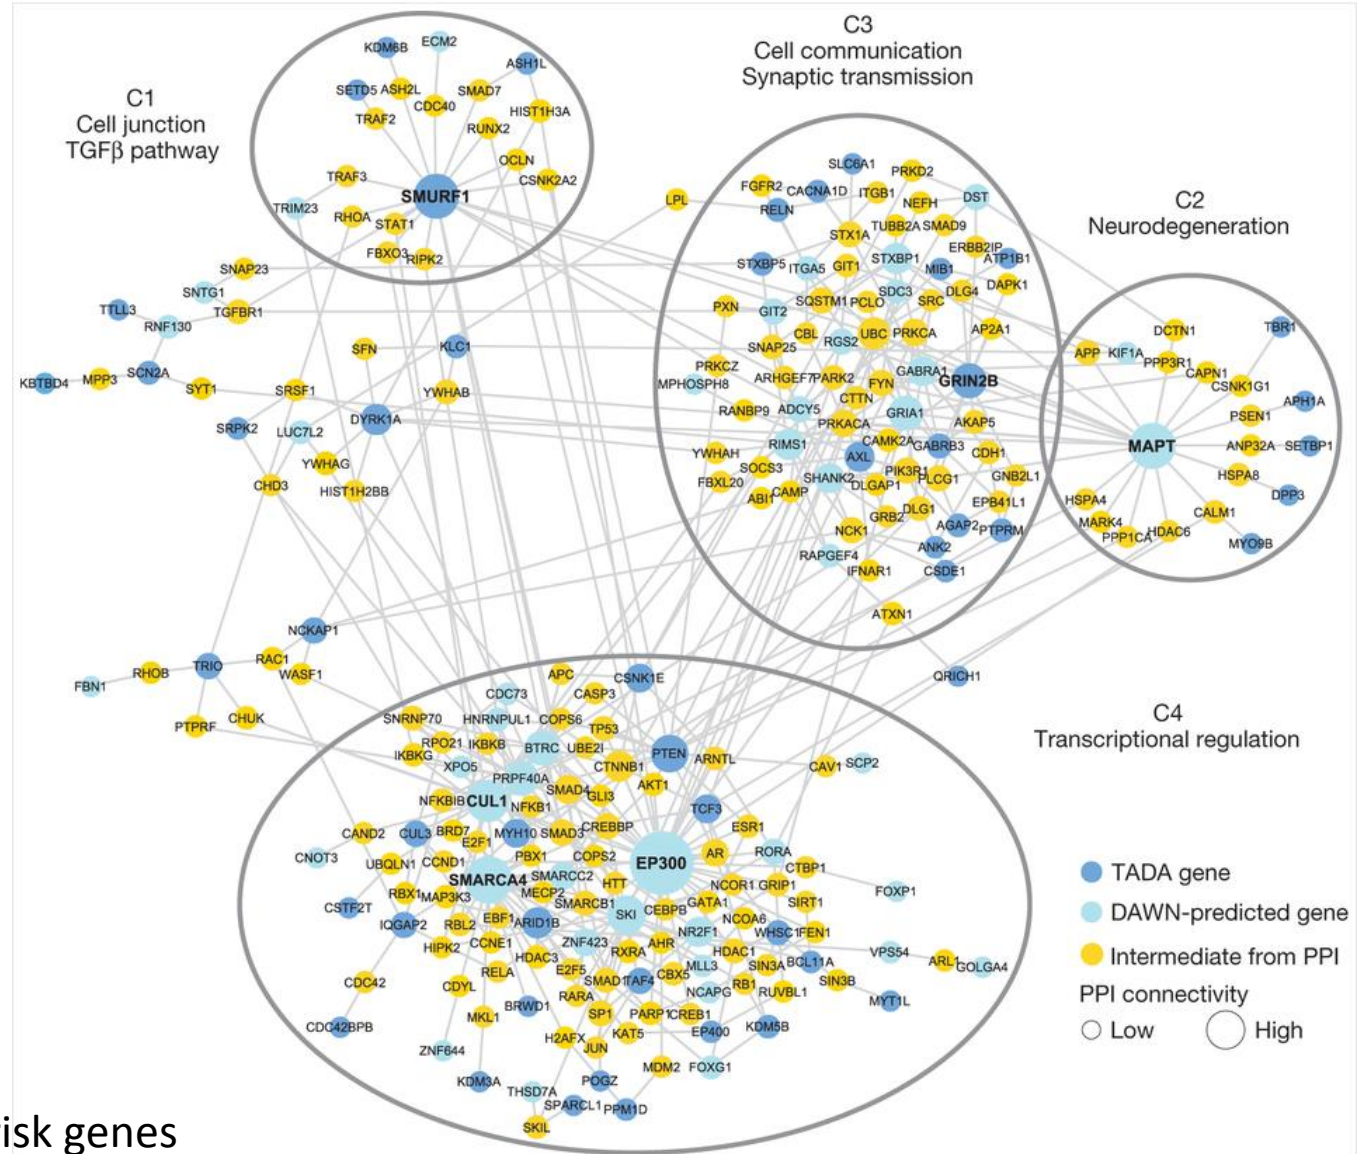 C1
Cell junction
TGFβ pathway
KDM6B
ECM2
ASH1L
SETD5
ASH2L
SMAD7
CDC40
HIST1H3A
TRAF2
RUNX2
OCLN
CSNK2A2
TRAF3
SMURF1
TRIM23
RHOA
STAT1
FBXO3
RIPK2
C3
Cell communication
Synaptic transmission
SLC6A1
PRKD2
FGFR2
CACNA1D
ITGB1
DST
LPL
RELN
NEFH
TUBB2A
SMAD9
STX1A
ERBB2IP
STXBP5
ITGA5
GIT1
STXBP1
MIB1
ATP1B1
DAPK1
SDC3
DLG4
PXN
GIT2
SQSTM1
PCLO
SRC
CBL
UBC
PRKCA
AP2A1
SNAP25
RGS2
PRKCZ
GABRA1
GRIN2B
MPHOSPH8
ARHGEF7
PARK2
FYN
CTTN
RANBP9
ADCY5
GRIA1
PRKACA
AKAP5
RIMS1
CAMK2A
GABRB3
YWHAH
AXL
CDH1
SOCS3
PIK3R1
PLCG1
GNB2L1
FBXL20
SHANK2
DLGAP1
ABI1
CAMP
EPB41L1
DLG1
GRB2
NCK1
AGAP2
PTPRM
ANK2
RAPGEF4
IFNAR1
CSDE1
ATXN1
QRICH1
C2
Neurodegeneration
DCTN1
TBR1
APP
KIF1A
PPP3R1
CAPN1
CSNK1G1
APH1A
PSEN1
MAPT
ANP32A
SETBP1
HSPA8
HSPA4
DPP3
MARK4
CALM1
PPP1CA
HDAC6
MYO9B
SNAP23
SNTG1
TTLL3
TGFBR1
RNF130
KBTBD4
MPP3
SCN2A
SYT1
SFN
KLC1
SRSF1
YWHAB
SRPK2
LUC7L2
DYRK1A
YWHAG
CHD3
HIST1H2BB
NCKAP1
RAC1
WASF1
FBN1
RHOB
TRIO
PTPRF
CHUK
C4
Transcriptional regulation
APC
CSNK1E
CDC73
CASP3
SNRNP70
HNRNPUL1
COPS6
TP53
RPO21
IKBKB
IKBKG
BTRC
UBE2I
PTEN
ARNTL
XPO5
CTNNB1
CAV1
SCP2
PRPF40A
SMAD4
AKT1
NFKBIB
CUL1
NFKB1
GLI3
TCF3
CAND2
CUL3
BRD7
MYH10
SMAD3
CREBBP
ESR1
E2F1
CNOT3
UBQLN1
CCND1
PBX1
COPS2
EP300
AR
RORA
CTBP1
SMARCA4
SMARCC2
RBX1
MAP3K3
MECP2
HTT
NCOR1
GRIP1
FOXP1
SMARCB1
CEBPB
GATA1
SIRT1
CSTF2T
IQGAP2
RBL2
EBF1
ARID1B
SKI
NCOA6
NR2F1
WHSC1
FEN1
HIPK2
CCNE1
ZNF423
RXRA
AHR
HDAC1
VPS54
HDAC3
MLL3
SIN3A
BCL11A
ARL1
GOLGA4
CDC42
CDYL
RELA
E2F5
SMAD1
TAF4
CBX5
RB1
RUVBL1
SIN3B
BRWD1
RARA
NCAPG
MYT1L
CDC42BPB
MKL1
SP1
PARP1
CREB1
EP400
KDM5B
H2AFX
JUN
KAT5
ZNF644
MDM2
FOXG1
KDM3A
POGZ
THSD7A
SPARCL1
PPM1D
SKIL
TADA gene
DAWN-predicted gene
Intermediate from PPI
PPI connectivity
Low
High
risk genes